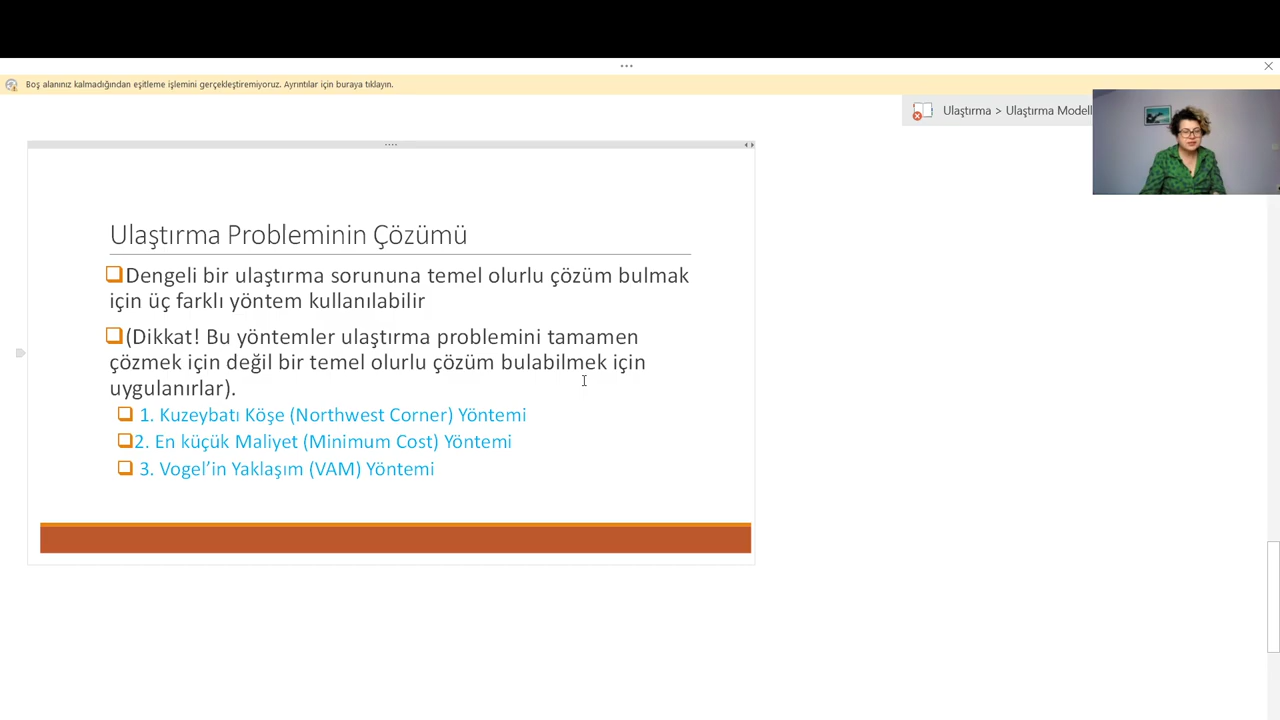 Boş alanınız kalmadığından eşitleme işlemini gerçekleştiremiyoruz. Ayrıntılar için buraya tıklayın.
Ulaştırma > Ulaştırma Modell
Ulaştırma Probleminin Çözümü
Dengeli bir ulaştırma sorununa temel olurlu çözüm bulmak
için üç farklı yöntem kullanılabilir
(Dikkat! Bu yöntemler ulaştırma problemini tamamen
çözmek için değil bir temel olurlu çözüm bulabilmek için
uygulanırlar).
1. Kuzeybatı Köşe (Northwest Corner) Yöntemi
2. En küçük Maliyet (Minimum Cost) Yöntemi
3. Vogel’in Yaklaşım (VAM) Yöntemi